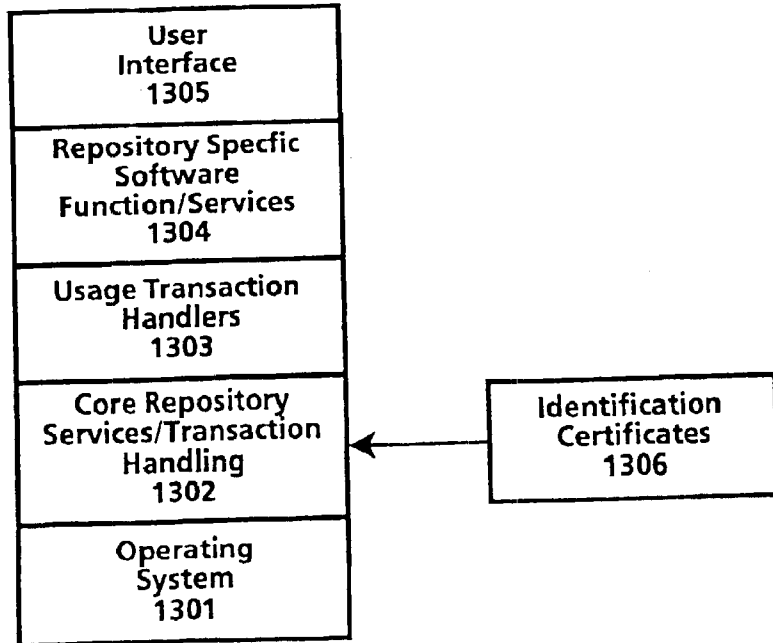 User
Interface
1305
Repository Specfic
Software
Function/Services
1304
Usage Transaction
Handlers
1303
Core Repository
Services/Transaction
Handling
1302
Identification
Certificates
1306
Operating
System
1301